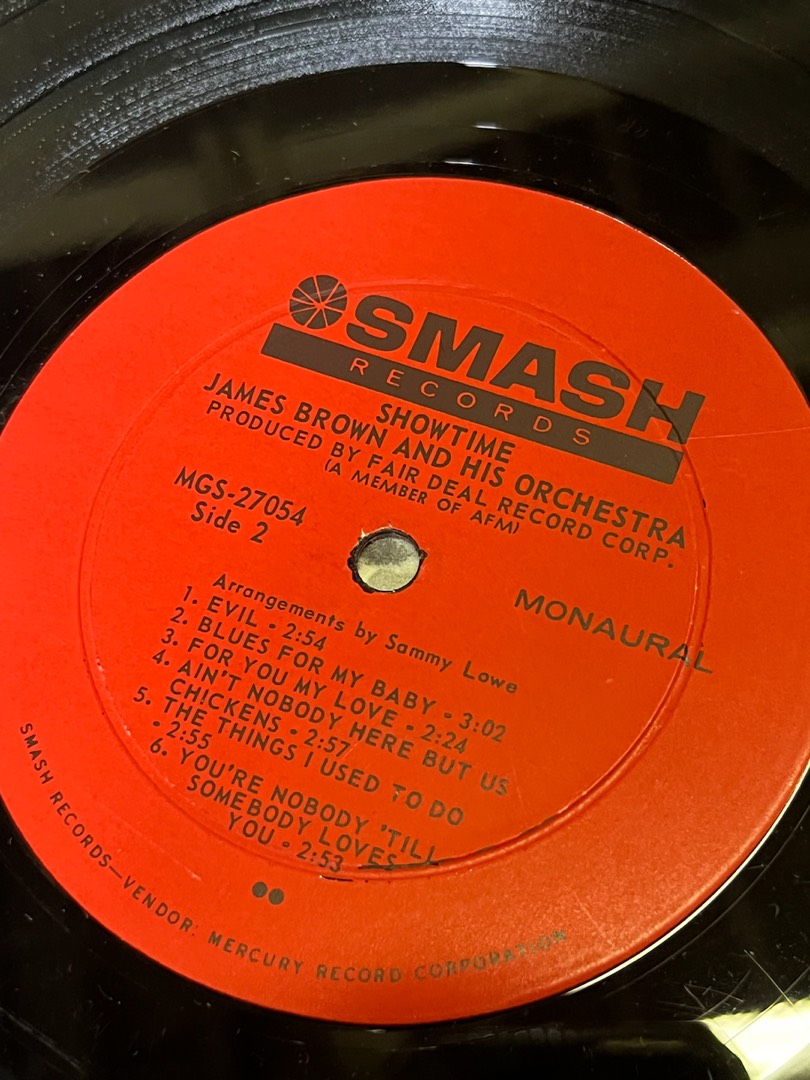 SMASH
RECORDS
SHOWTIME
JAMES BROWN AND HIS ORCHESTRA
PRODUCED BY FAIR DEAL RECORD CORP.
(A MEMBER OF AFM)
MGS-27054
Side 2
MONAURAL
Arrangements by Sammy Lowe
1. EVIL - 2:54
2. BLUES FOR MY BABY - 3:02
3. FOR YOU MY LOVE - 2:24
4. AIN'T NOBODY HERE BUT US
CHICKENS - 2:57
5. THE THINGS I USED TO DO
- 2:55
6. YOU'RE NOBODY 'TILL
SOMEBODY LOVES
YOU - 2:53
SMASH RECORDS—VENDOR: MERCURY RECORD CORPORATION